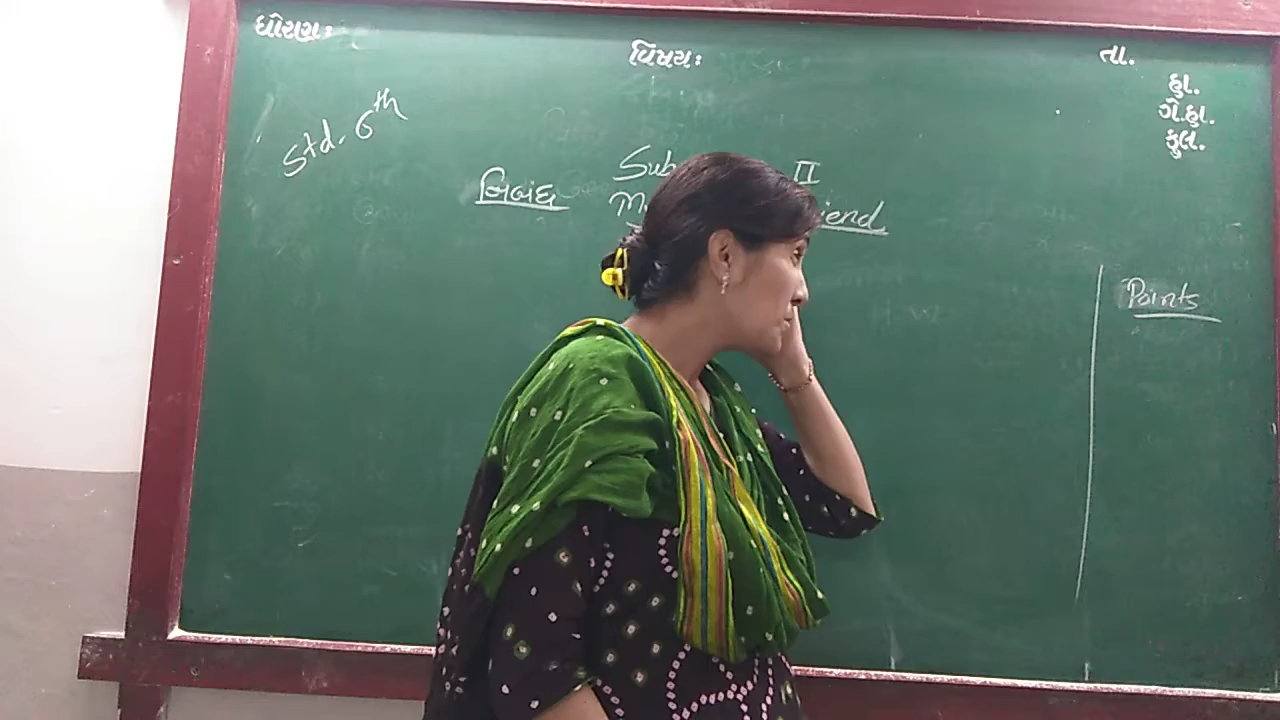 ધોરણઃ
વિષયઃ
તા.
હા.
ગે.હા.
કુલ.
Std. 6th
Sub II
નિબંધ
Points